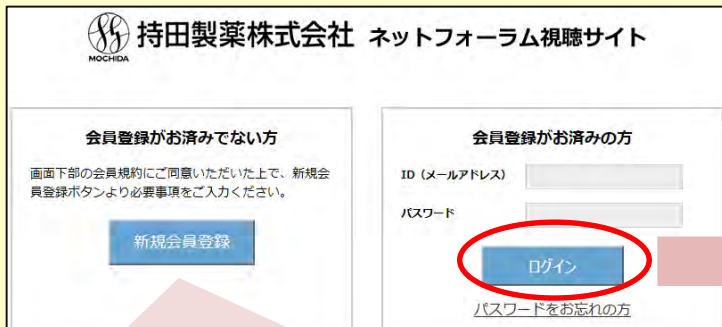 持田製薬株式会社 ネットフォーラム視聴サイト
MOCHIDA
会員登録がお済みでない方
画面下部の会員規約にご同意いただいた上で、新規会
員登録ボタンより必要事項をご入力ください。
新規会員登録
会員登録がお済みの方
ID（メールアドレス）
パスワード
ログイン
パスワードをお忘れの方